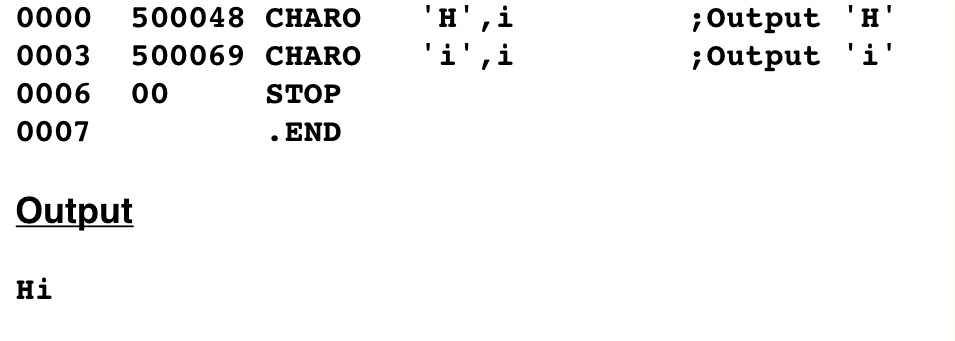 0000 500048 CHARO 'H',i ;Output 'H'
0003 500069 CHARO 'i',i ;Output 'i'
0006 00 STOP
0007 .END
Output
Hi